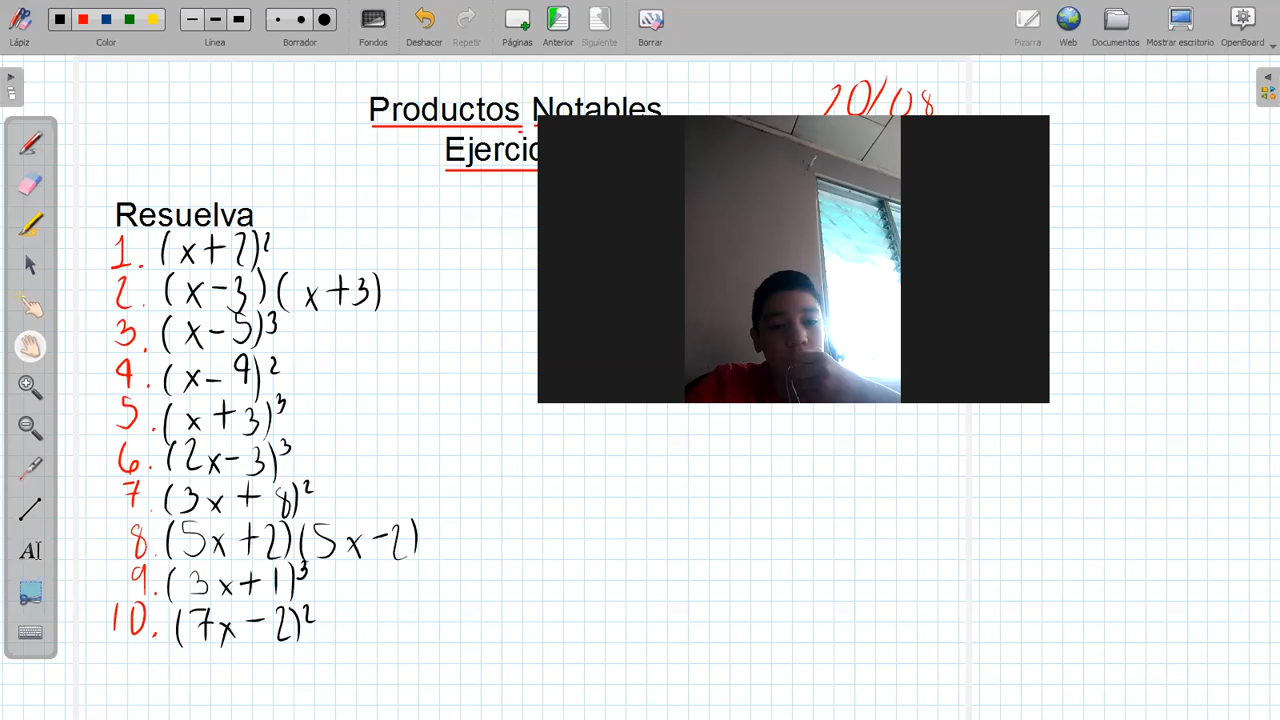 Lápiz Color Línea Borrador Fondos Deshacer Repetir Páginas Anterior Siguiente Borrar Pizarra Web Documentos Mostrar escritorio OpenBoard
Productos Notables 20/08
Resuelva
1. (x+2)²
2. (x-3)(x+3)
3. (x-5)³
4. (x-9)²
5. (x+3)³
6. (2x-3)³
7. (3x+8)²
8. (5x+2)(5x-2)
9. (3x+1)³
10. (7x-2)²